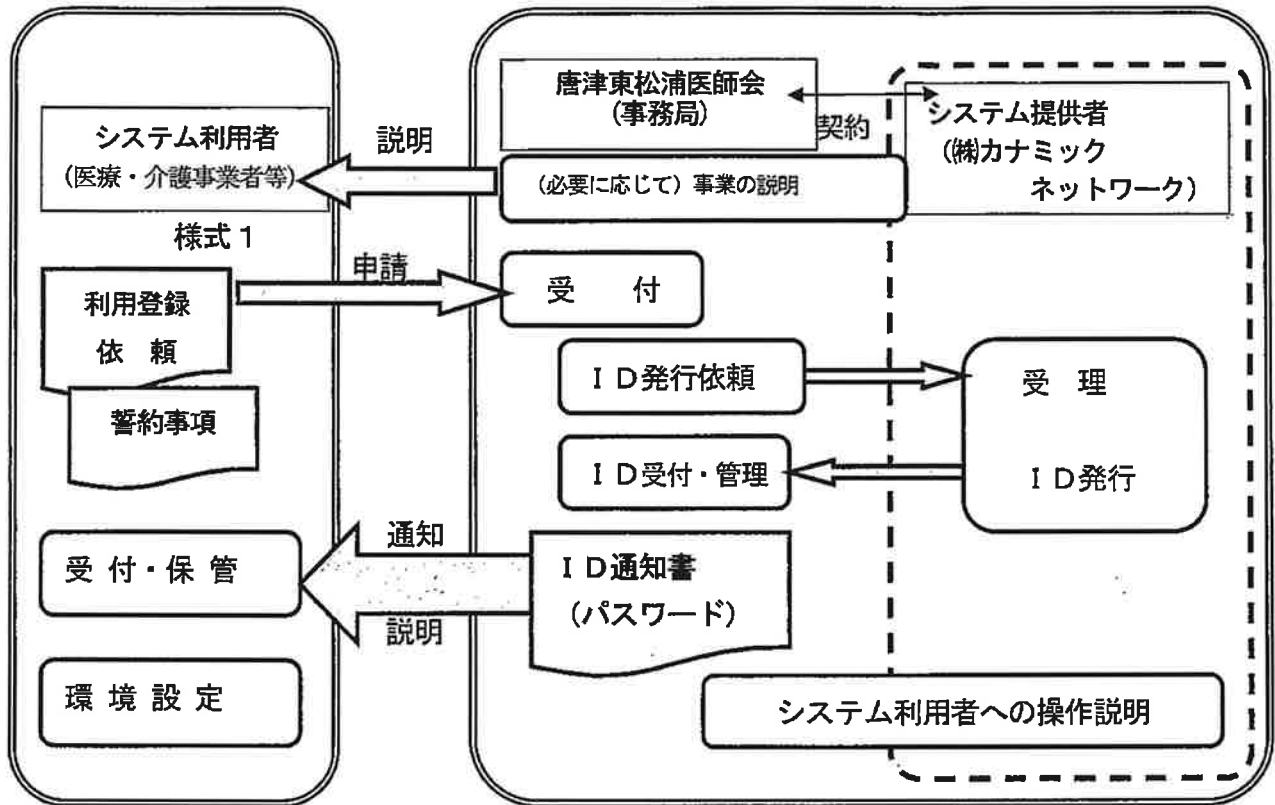 唐津東松浦医師会
(事務局)
契約
システム提供者
(㈱カナミック
ネットワーク)
システム利用者
(医療・介護事業者等)
説明
(必要に応じて) 事業の説明
様式1
申請
利用登録
依 頼
誓約事項
受 付
ID発行依頼
受 理
ID受付・管理
ID発行
通知
ID通知書
(パスワード)
説明
受 付・保 管
環 境 設 定
システム利用者への操作説明